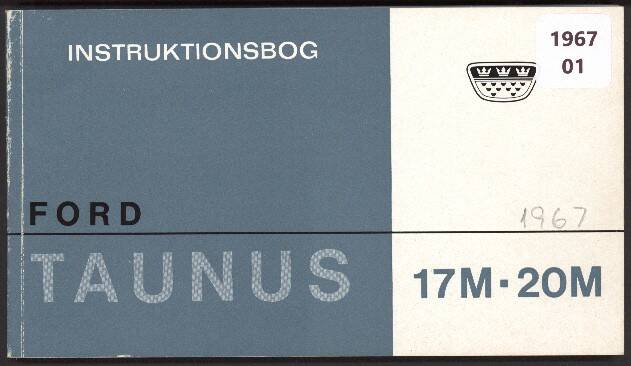 INSTRUKTIONSBOG
1967
01
FORD
1967
TAUNUS
17M·20M